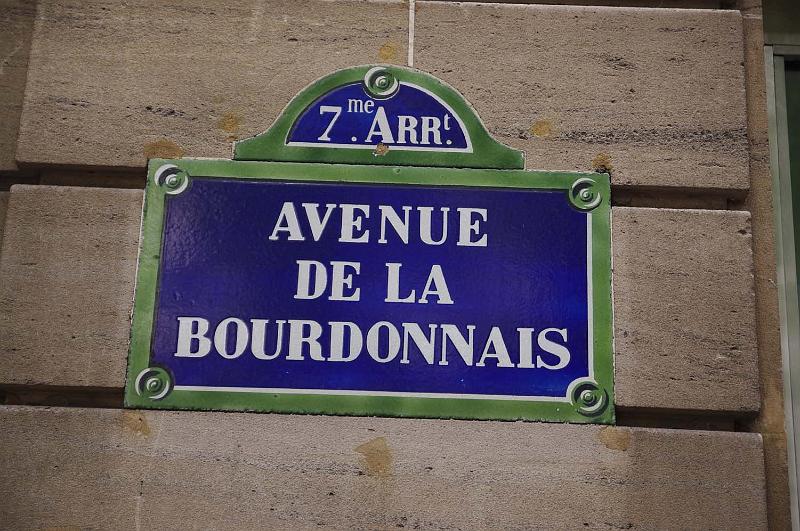 7.me ARRt.
AVENUE
DE LA
BOURDONNAIS